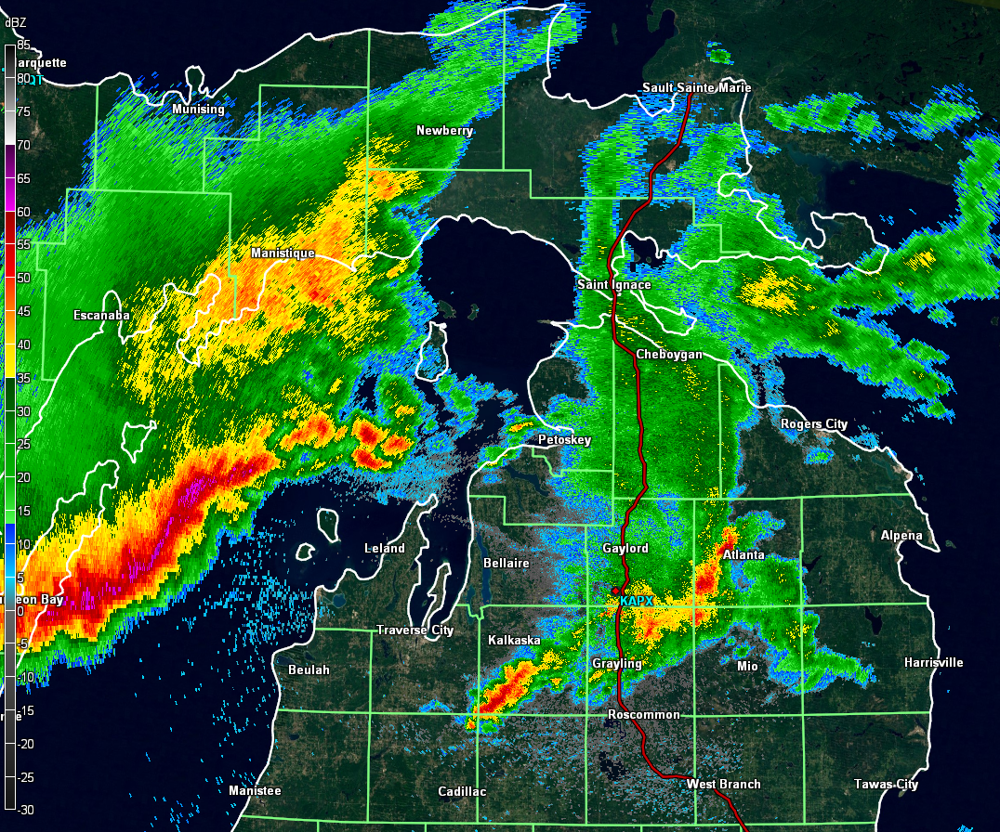 dBZ
85
arquette
80
Sault Sainte Marie
75
Munising
Newberry
70
65
60
55
Manistique
50
Saint Ignace
45
Escanaba
40
Cheboygan
35
30
Rogers City
Petoskey
25
20
15
Alpena
10
Leland
Gaylord
Atlanta
Bellaire
5
eon Bay
KAPX
0
Traverse City
-5
Kalkaska
Harrisville
Grayling
Mio
Beulah
-10
-15
Roscommon
-20
-25
West Branch
Tawas City
Manistee
Cadillac
-30